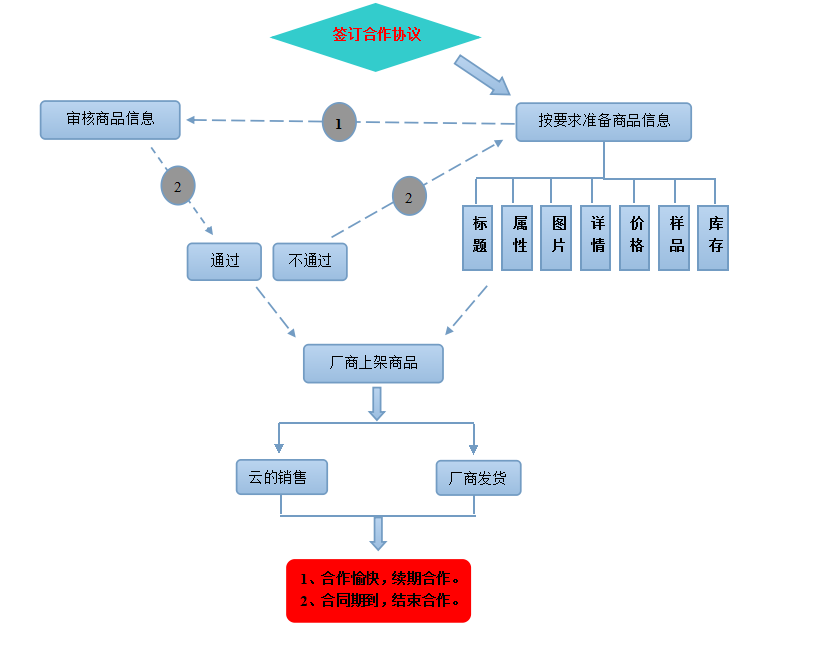 签订合作协议
审核商品信息
1
按要求准备商品信息
2
2
标题
属性
图片
详情
价格
样品
库存
通过
不通过
厂商上架商品
云的销售
厂商发货
1、合作愉快，续期合作。
2、合同期到，结束合作。